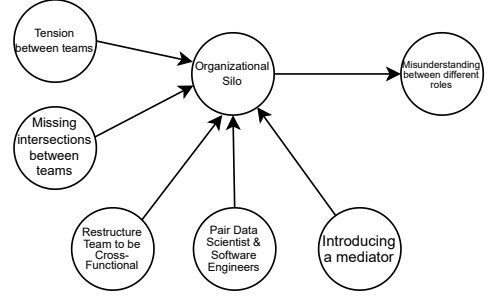 Tension
between teams
Organizational
Silo
Misunderstanding
between different
roles
Missing
intersections
between
teams
Restructure
Team to be
Cross-
Functional
Pair Data
Scientist &
Software
Engineers
Introducing
a mediator